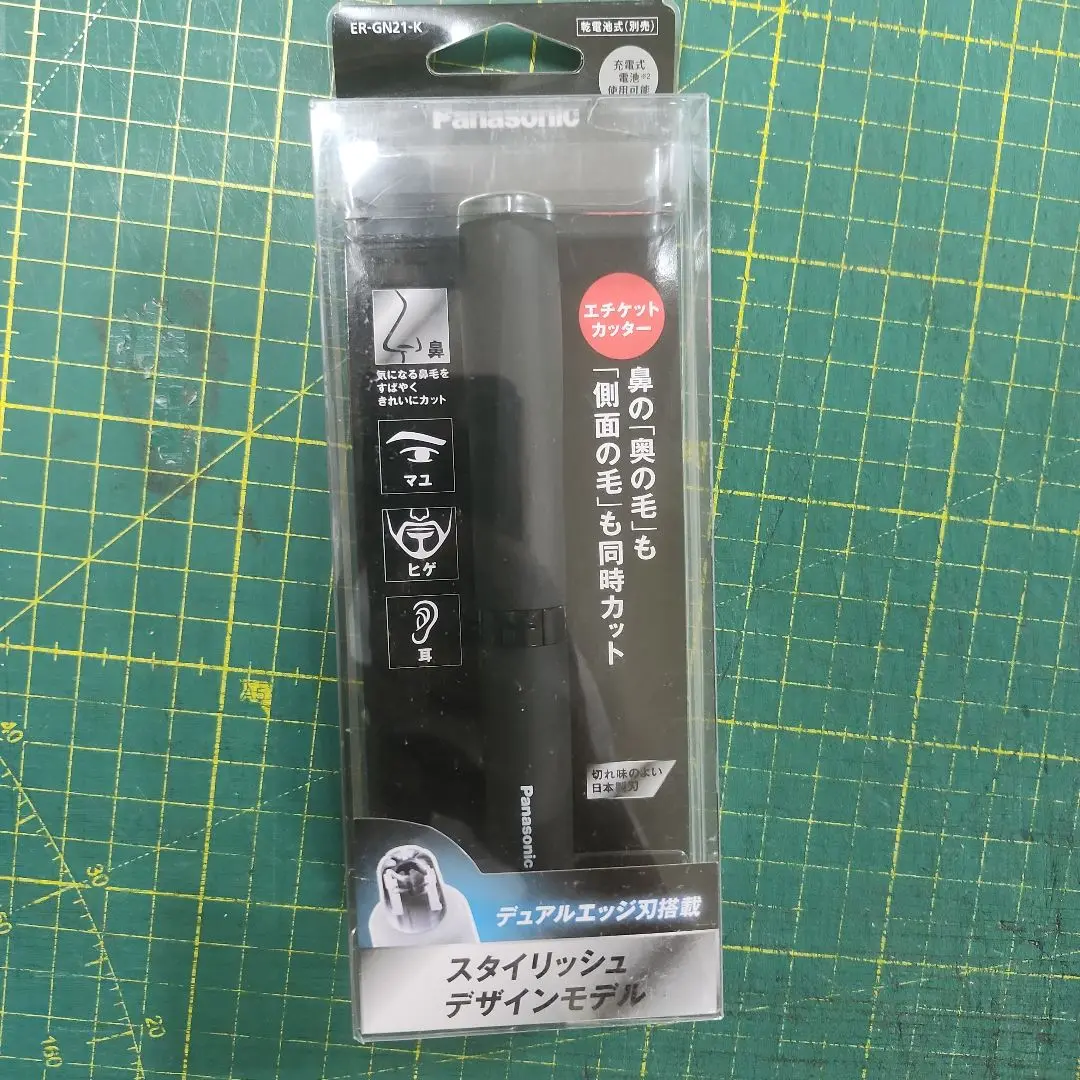 ER-GN21-K
乾電池式(別売)
充電式
電池※2
使用可能
Panasonic
エチケット
カッター
鼻
気になる鼻毛を
すばやく
きれいにカット
マユ
ヒゲ
耳
鼻の「奥の毛」も
「側面の毛」も同時カット
切れ味のよい
日本製刃
Panasonic
デュアルエッジ刃搭載
スタイリッシュ
デザインモデル
A5
40
30
20
160